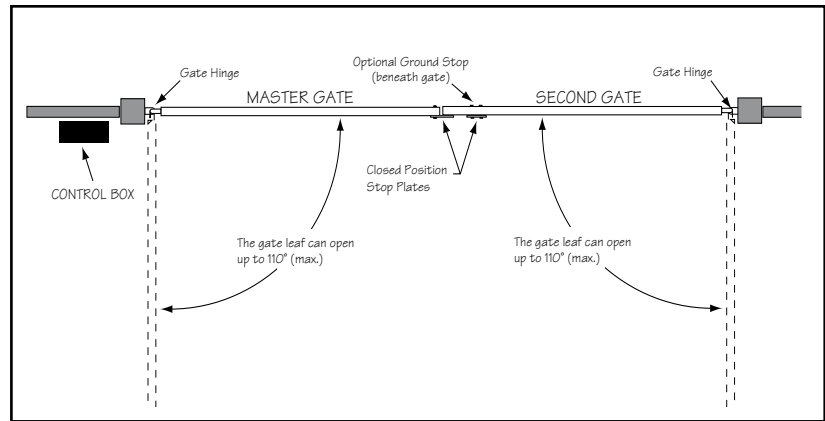 Optional Ground Stop
(beneath gate)
Gate Hinge
Gate Hinge
MASTER GATE
SECOND GATE
Closed Position
Stop Plates
CONTROL BOX
The gate leaf can open
up to 110° (max.)
The gate leaf can open
up to 110° (max.)